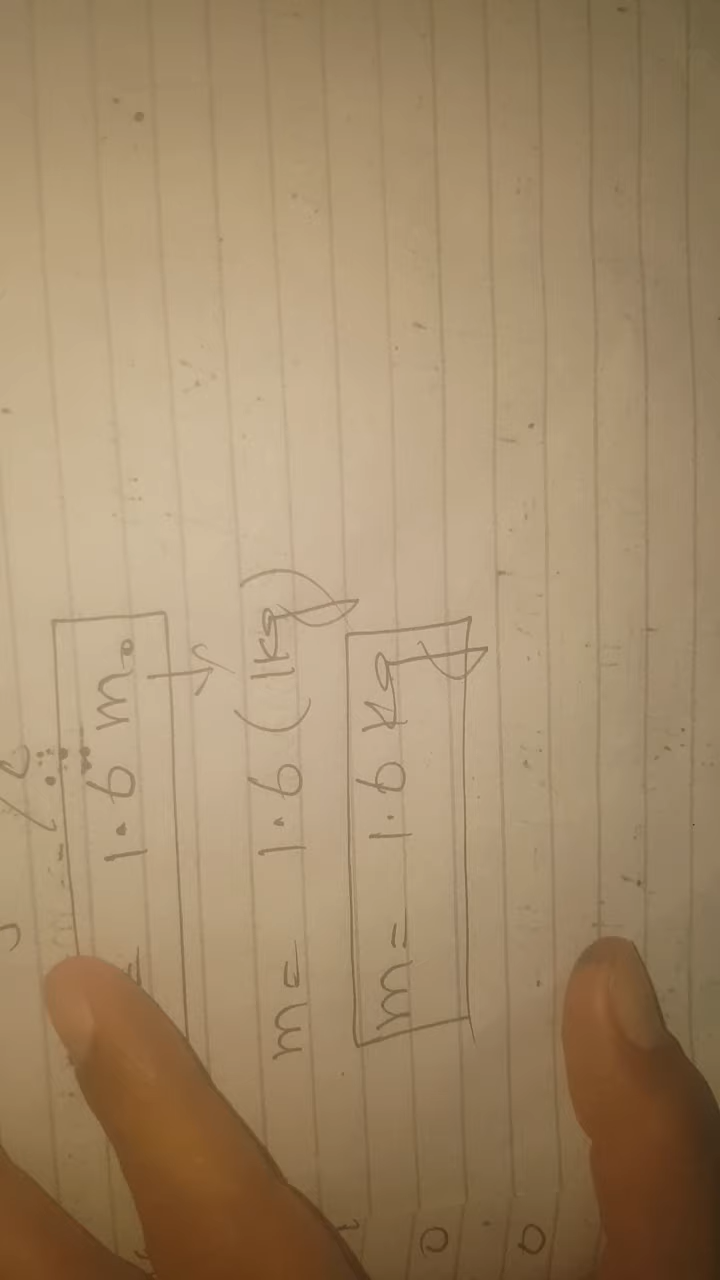 = 1.6 m₀
m = 1.6 (1kg)
m = 1.6 kg